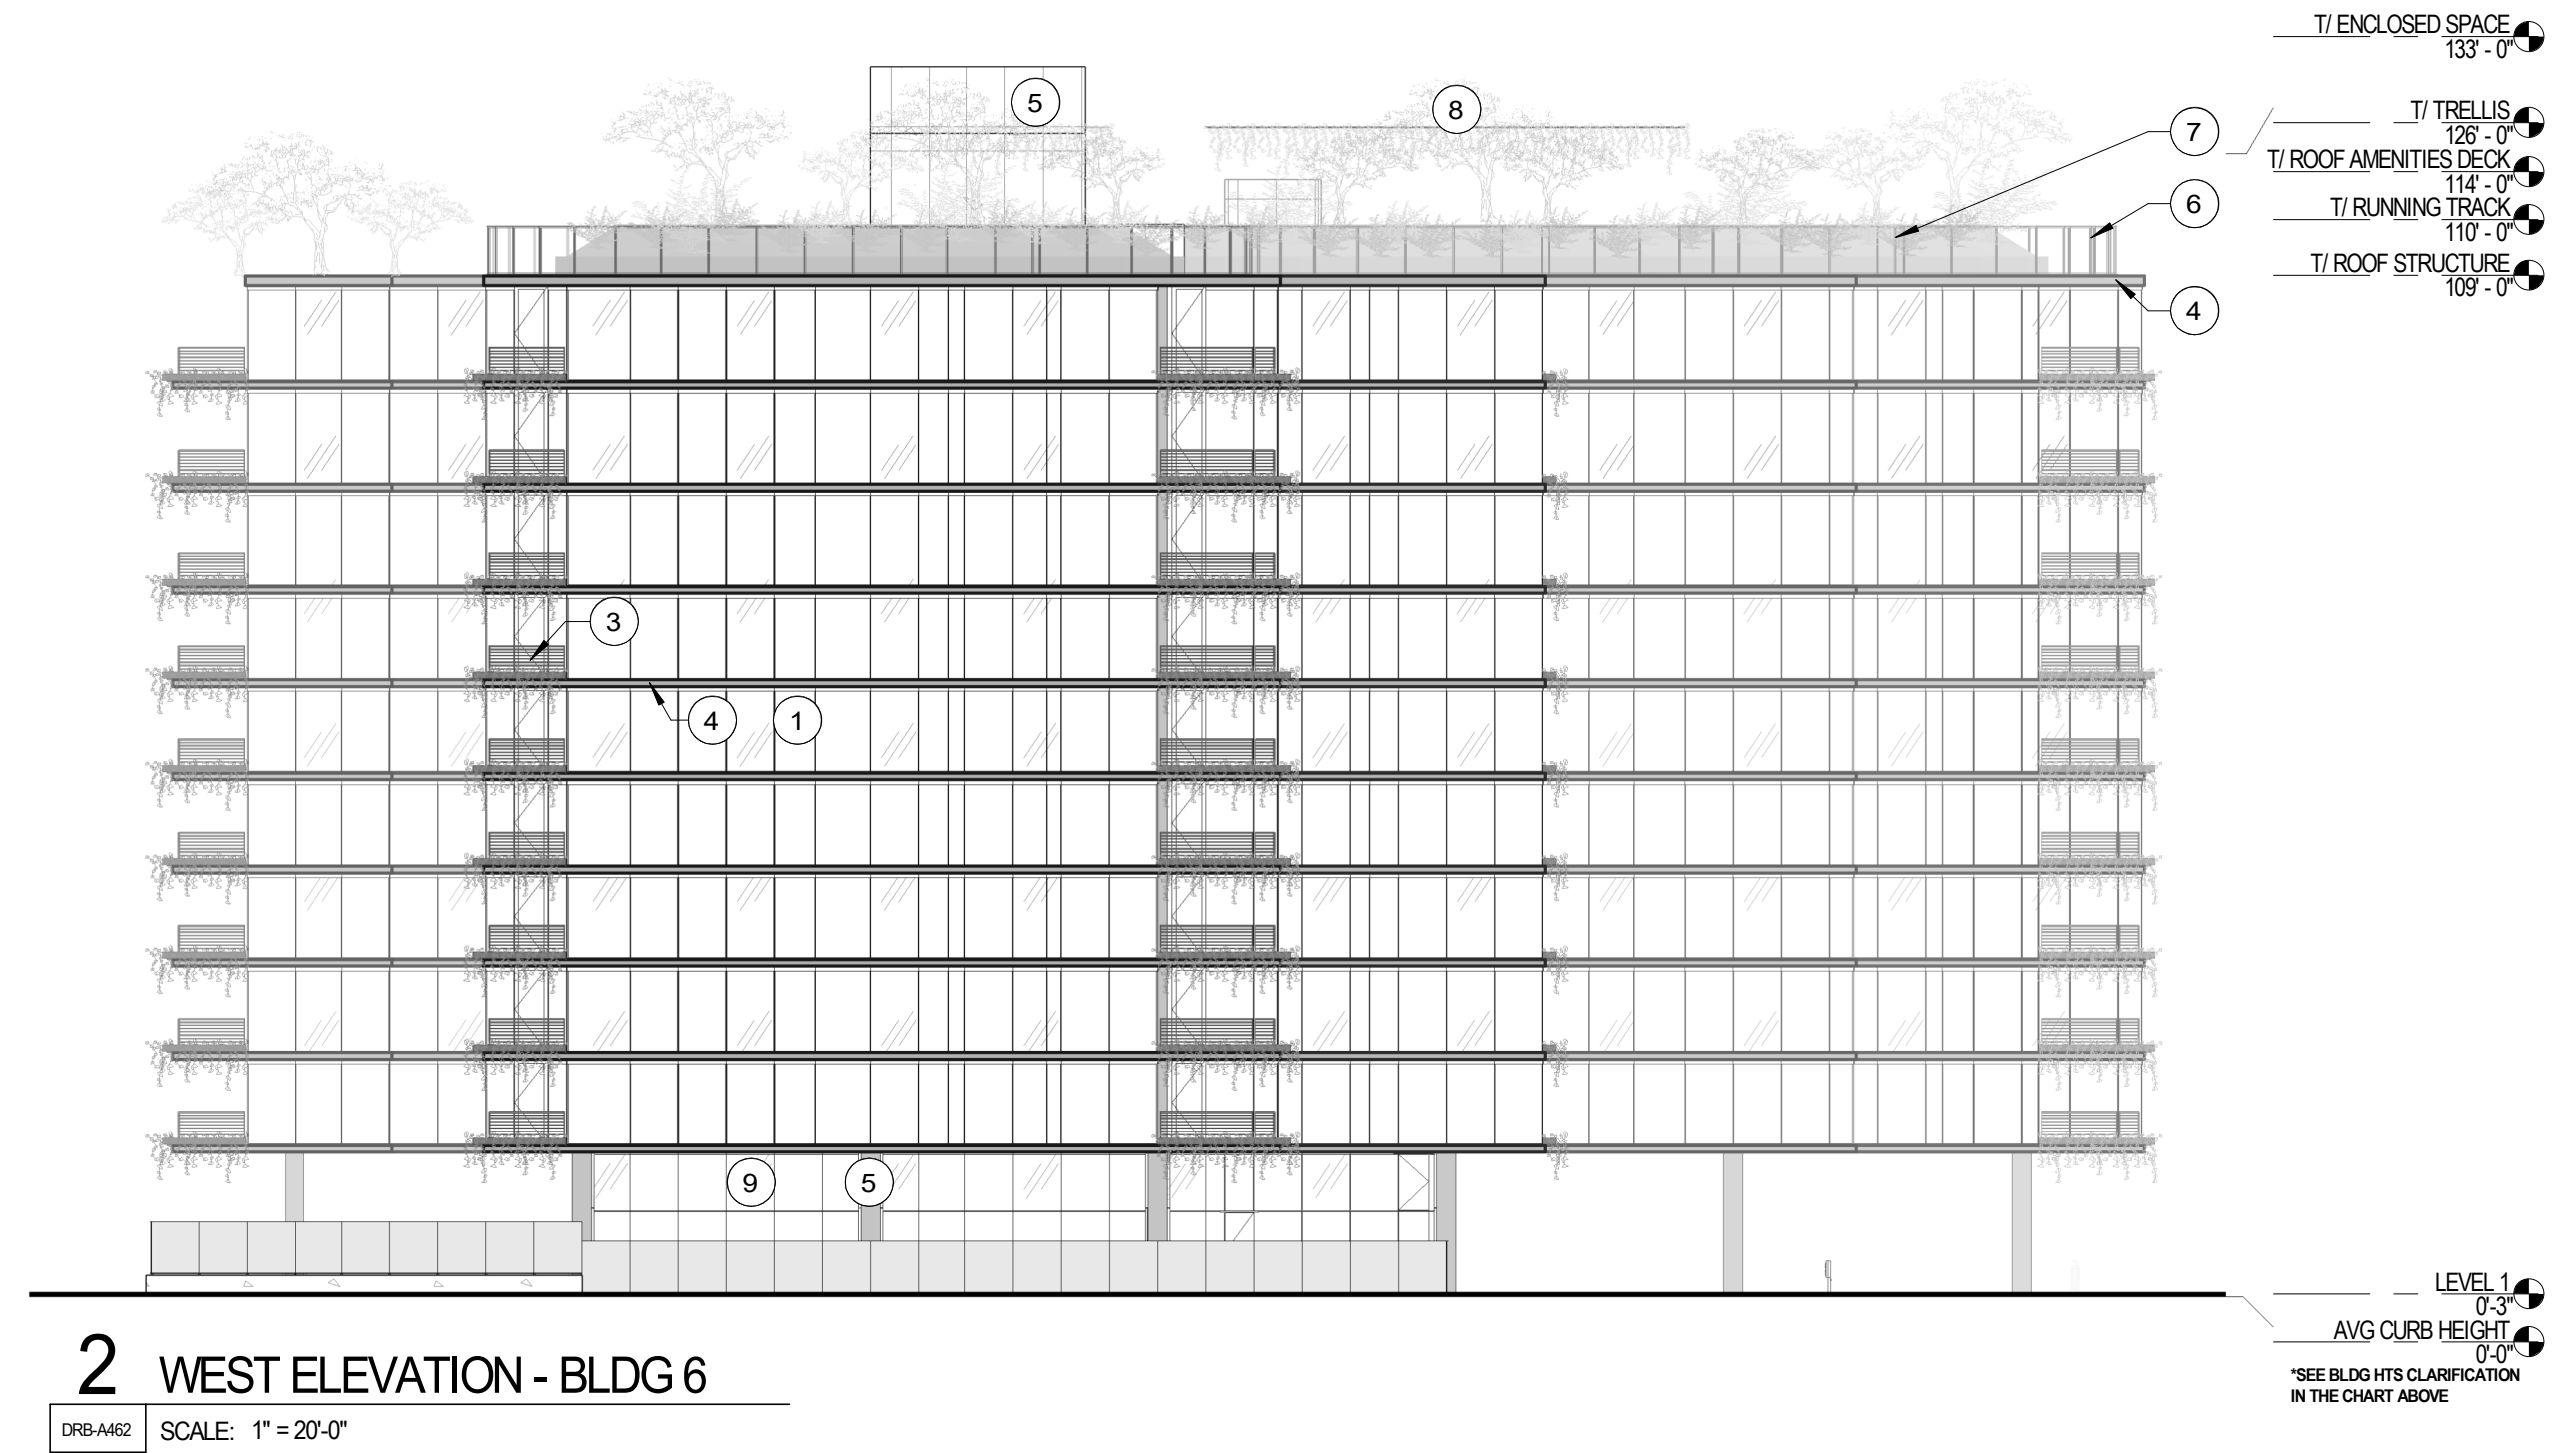 T/ ENCLOSED SPACE
133' - 0"
5
8
T/ TRELLIS
126' - 0"
7
T/ ROOF AMENITIES DECK
114' - 0"
6
T/ RUNNING TRACK
110' - 0"
T/ ROOF STRUCTURE
109' - 0"
4
3
4
1
9
5
LEVEL 1
0'-3"
AVG CURB HEIGHT
0'-0"
*SEE BLDG HTS CLARIFICATION
IN THE CHART ABOVE
2 WEST ELEVATION - BLDG 6
DRB-A462 SCALE: 1" = 20'-0"